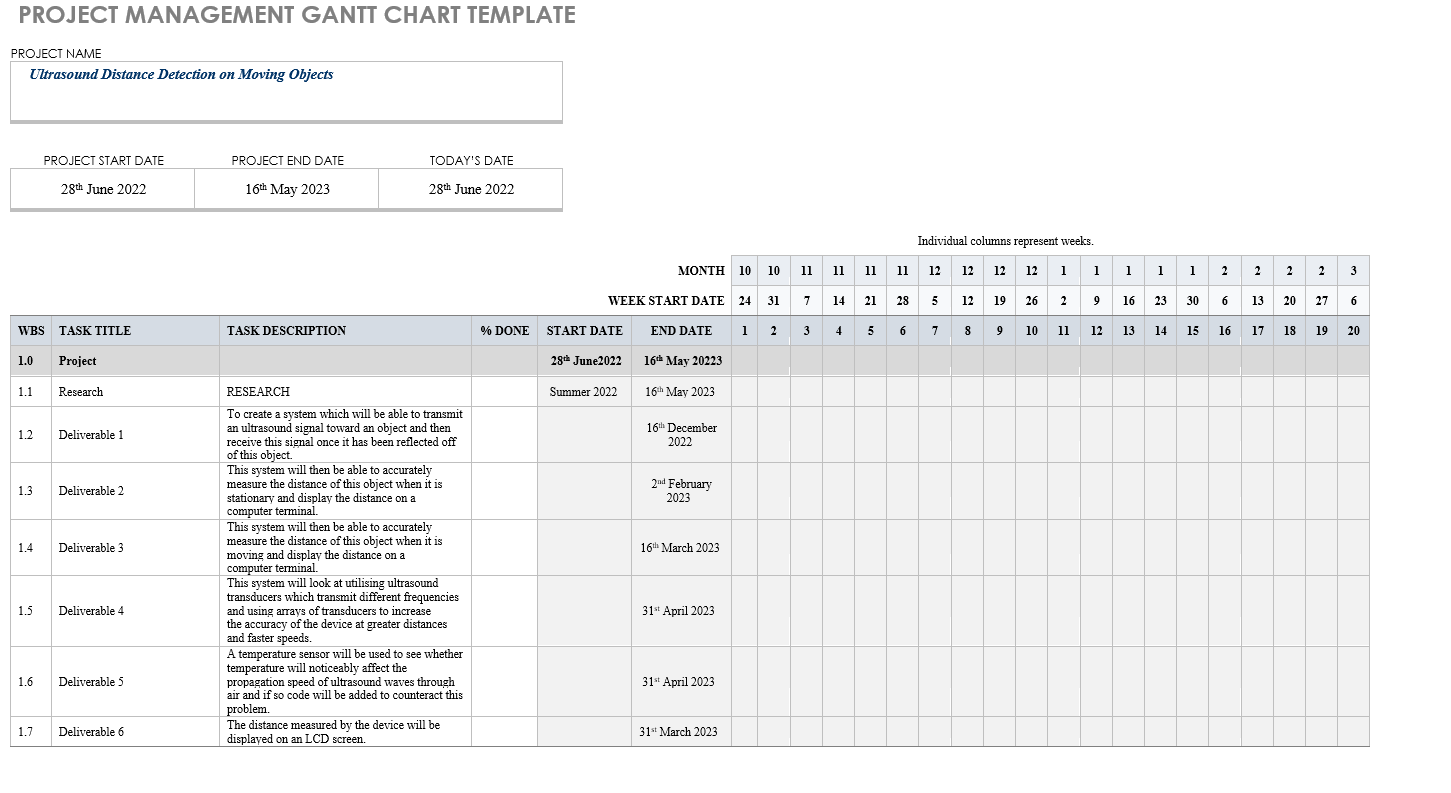 PROJECT MANAGEMENT GANTT CHART TEMPLATE
PROJECT NAME
Ultrasound Distance Detection on Moving Objects
PROJECT START DATE PROJECT END DATE TODAY'S DATE
28th June 2022 16th May 2023 28th June 2022
Individual columns represent weeks.
MONTH 10 10 11 11 11 11 12 12 12 12 1 1 1 1 1 2 2 2 2 3
WEEK START DATE 24 31 7 14 21 28 5 12 19 26 2 9 16 23 30 6 13 20 27 6
WBS TASK TITLE TASK DESCRIPTION % DONE START DATE END DATE 1 2 3 4 5 6 7 8 9 10 11 12 13 14 15 16 17 18 19 20
1.0 Project 28th June2022 16th May 20223
1.1 Research RESEARCH Summer 2022 16th May 2023
1.2 Deliverable 1
To create a system which will be able to transmit
an ultrasound signal toward an object and then
receive this signal once it has been reflected off
of this object.
16th December
2022
1.3 Deliverable 2
This system will then be able to accurately
measure the distance of this object when it is
stationary and display the distance on a
computer terminal.
2nd February
2023
1.4 Deliverable 3
This system will then be able to accurately
measure the distance of this object when it is
moving and display the distance on a
computer terminal.
16th March 2023
1.5 Deliverable 4
This system will look at utilising ultrasound
transducers which transmit different frequencies
and using arrays of transducers to increase
the accuracy of the device at greater distances
and faster speeds.
31st April 2023
1.6 Deliverable 5
A temperature sensor will be used to see whether
temperature will noticeably affect the
propagation speed of ultrasound waves through
air and if so code will be added to counteract this
problem.
31st April 2023
1.7 Deliverable 6
The distance measured by the device will be
displayed on an LCD screen.
31st March 2023